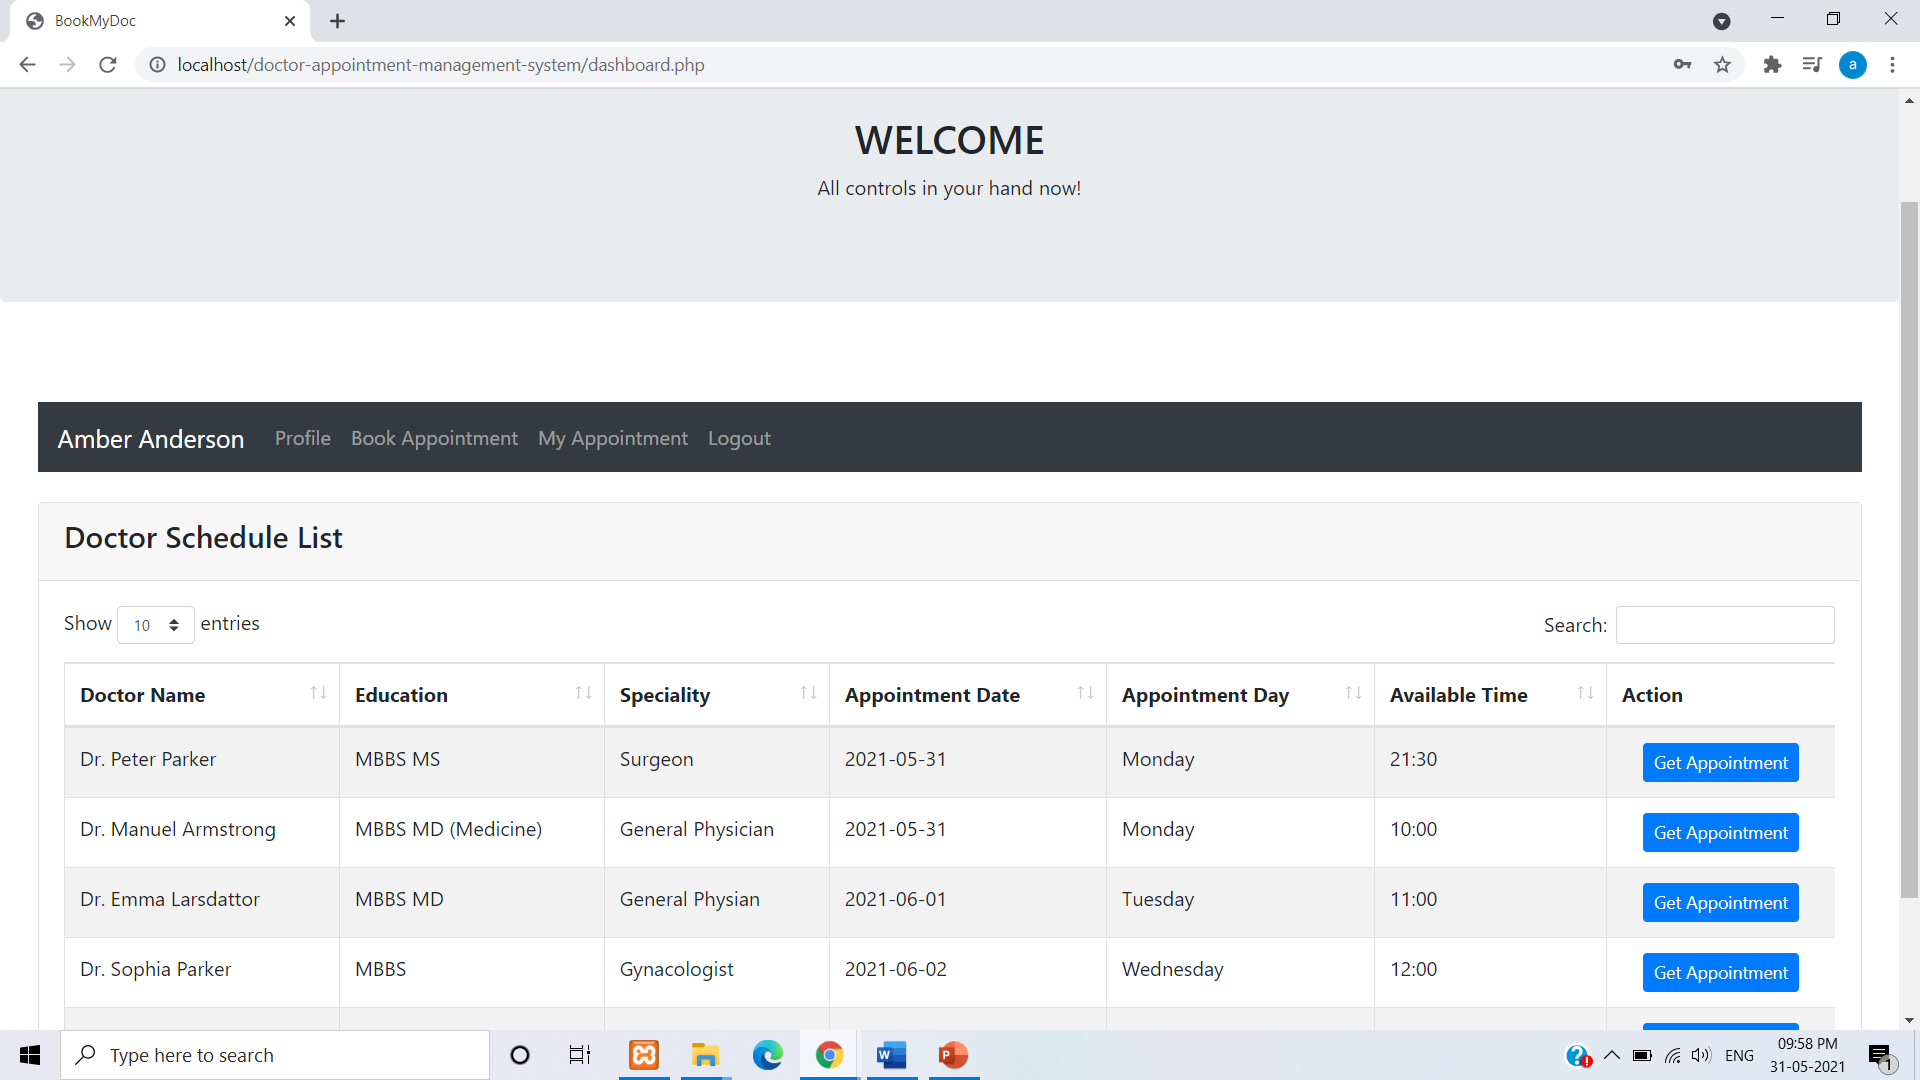 BookMyDoc
localhost/doctor-appointment-management-system/dashboard.php
a
WELCOME
All controls in your hand now!
Amber Anderson Profile Book Appointment My Appointment Logout
Doctor Schedule List
Show 10 entries Search:
Doctor Name Education Speciality Appointment Date Appointment Day Available Time Action
Dr. Peter Parker MBBS MS Surgeon 2021-05-31 Monday 21:30 Get Appointment
Dr. Manuel Armstrong MBBS MD (Medicine) General Physician 2021-05-31 Monday 10:00 Get Appointment
Dr. Emma Larsdattor MBBS MD General Physian 2021-06-01 Tuesday 11:00 Get Appointment
Dr. Sophia Parker MBBS Gynacologist 2021-06-02 Wednesday 12:00 Get Appointment
Type here to search
W
P
ENG
09:58 PM
31-05-2021
1